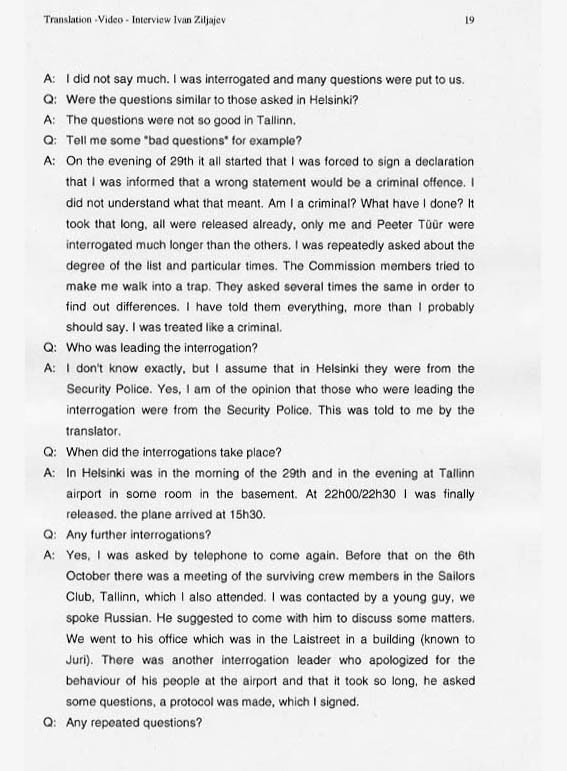 Translation -Video - Interview Ivan Ziljajev 19
A: I did not say much. I was interrogated and many questions were put to us.
Q: Were the questions similar to those asked in Helsinki?
A: The questions were not so good in Tallinn.
Q: Tell me some "bad questions" for example?
A: On the evening of 29th it all started that I was forced to sign a declaration
that I was informed that a wrong statement would be a criminal offence. I
did not understand what that meant. Am I a criminal? What have I done? It
took that long, all were released already, only me and Peeter Tüür were
interrogated much longer than the others. I was repeatedly asked about the
degree of the list and particular times. The Commission members tried to
make me walk into a trap. They asked several times the same in order to
find out differences. I have told them everything, more than I probably
should say. I was treated like a criminal.
Q: Who was leading the interrogation?
A: I don't know exactly, but I assume that in Helsinki they were from the
Security Police. Yes, I am of the opinion that those who were leading the
interrogation were from the Security Police. This was told to me by the
translator.
Q: When did the interrogations take place?
A: In Helsinki was in the morning of the 29th and in the evening at Tallinn
airport in some room in the basement. At 22h00/22h30 I was finally
released. the plane arrived at 15h30.
Q: Any further interrogations?
A: Yes, I was asked by telephone to come again. Before that on the 6th
October there was a meeting of the surviving crew members in the Sailors
Club, Tallinn, which I also attended. I was contacted by a young guy, we
spoke Russian. He suggested to come with him to discuss some matters.
We went to his office which was in the Laistreet in a building (known to
Juri). There was another interrogation leader who apologized for the
behaviour of his people at the airport and that it took so long, he asked
some questions, a protocol was made, which I signed.
Q: Any repeated questions?